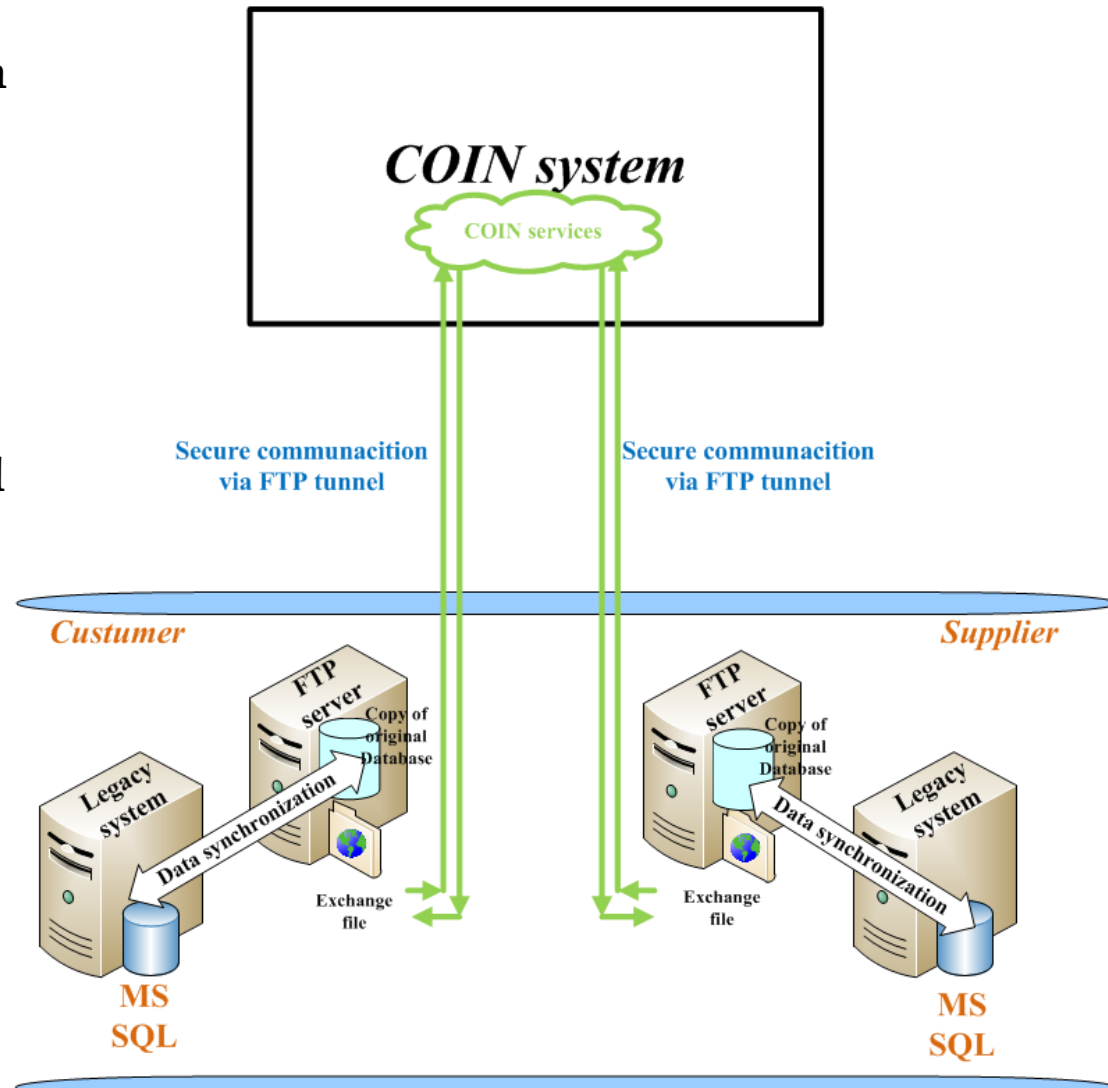 COIN system
COIN services
Secure communacition
via FTP tunnel
Secure communacition
via FTP tunnel
Custumer
Supplier
FTP
server
Copy of
original
Database
Legacy
system
Data synchronization
Exchange
file
MS
SQL
FTP
server
Copy of
original
Database
Legacy
system
Data synchronization
Exchange
file
MS
SQL